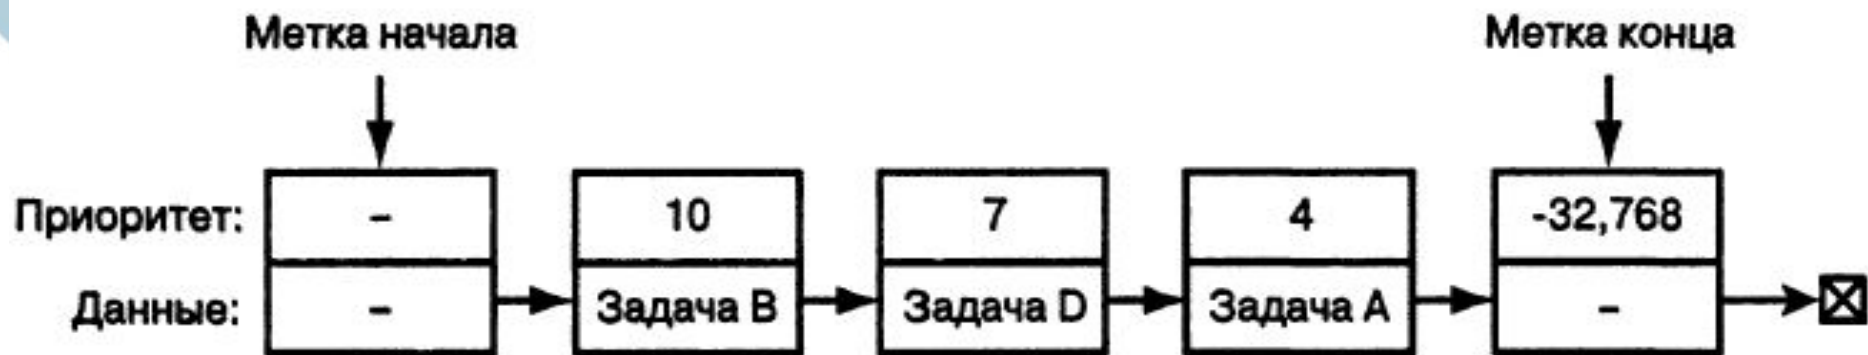 Метка начала Метка конца
Приоритет: – 10 7 4 -32,768
Данные: – Задача B Задача D Задача A –